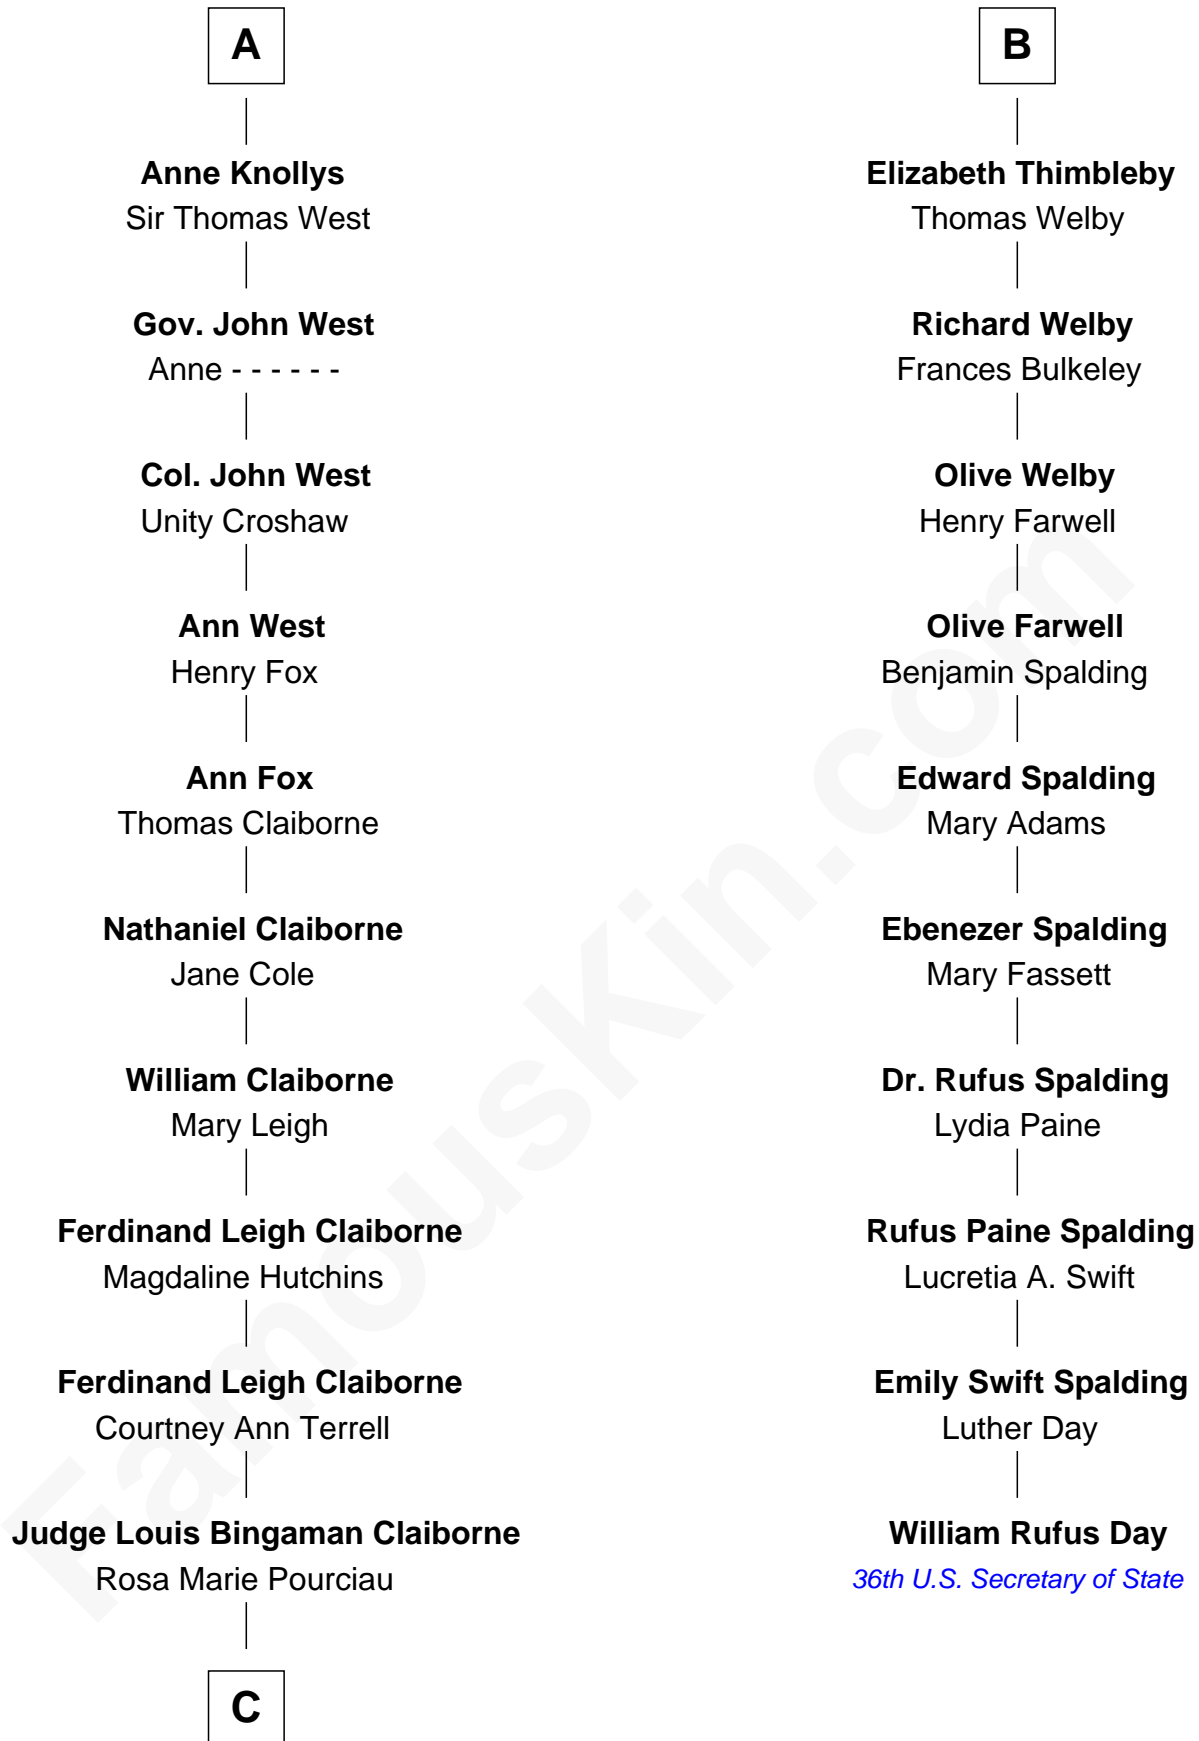 A
Anne Knollys
Sir Thomas West
Gov. John West
Anne - - - - - -
Col. John West
Unity Croshaw
Ann West
Henry Fox
Ann Fox
Thomas Claiborne
Nathaniel Claiborne
Jane Cole
William Claiborne
Mary Leigh
Ferdinand Leigh Claiborne
Magdaline Hutchins
Ferdinand Leigh Claiborne
Courtney Ann Terrell
Judge Louis Bingaman Claiborne
Rosa Marie Pourciau
C
B
Elizabeth Thimbleby
Thomas Welby
Richard Welby
Frances Bulkeley
Olive Welby
Henry Farwell
Olive Farwell
Benjamin Spalding
Edward Spalding
Mary Adams
Ebenezer Spalding
Mary Fassett
Dr. Rufus Spalding
Lydia Paine
Rufus Paine Spalding
Lucretia A. Swift
Emily Swift Spalding
Luther Day
William Rufus Day
36th U.S. Secretary of State
FamousKin.com